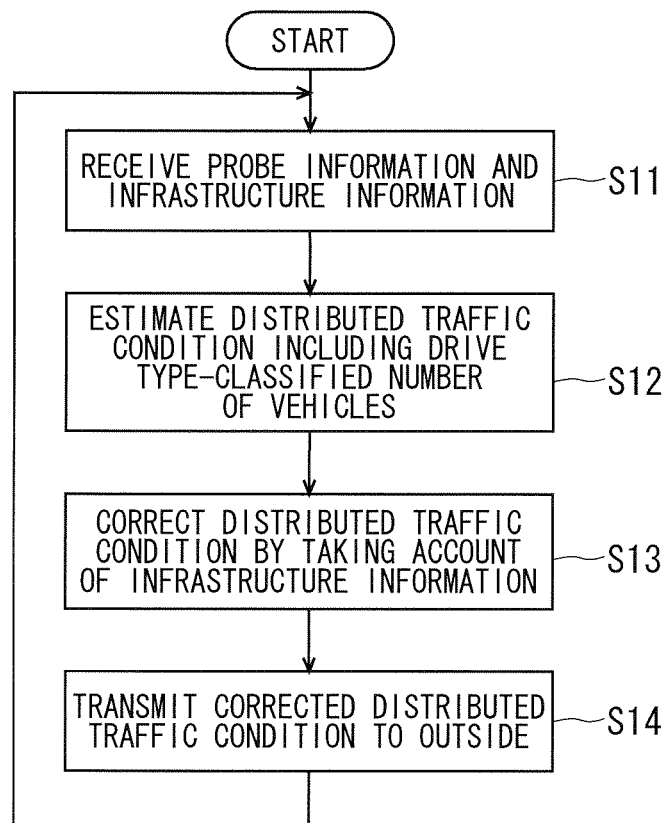 START
RECEIVE PROBE INFORMATION AND
INFRASTRUCTURE INFORMATION
S11
ESTIMATE DISTRIBUTED TRAFFIC
CONDITION INCLUDING DRIVE
TYPE-CLASSIFIED NUMBER
OF VEHICLES
S12
CORRECT DISTRIBUTED TRAFFIC
CONDITION BY TAKING ACCOUNT
OF INFRASTRUCTURE INFORMATION
S13
TRANSMIT CORRECTED DISTRIBUTED
TRAFFIC CONDITION TO OUTSIDE
S14